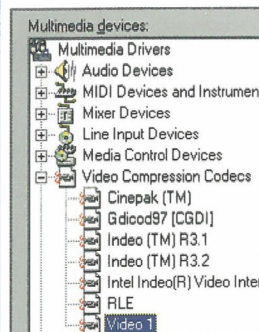 Multimedia devices:
Multimedia Drivers
Audio Devices
MIDI Devices and Instrumen
Mixer Devices
Line Input Devices
Media Control Devices
Video Compression Codecs
Cinepak (TM)
Gdicod97 [CGDI]
Indeo (TM) R3.1
Indeo (TM) R3.2
Intel Indeo(R) Video Inter
RLE
Video 1